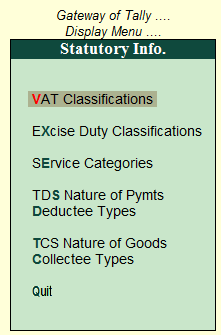 Gateway of Tally ....
Display Menu ....
Statutory Info.
VAT Classifications
EXcise Duty Classifications
SErvice Categories
TDS Nature of Pymts
Deductee Types
TCS Nature of Goods
Collectee Types
Quit